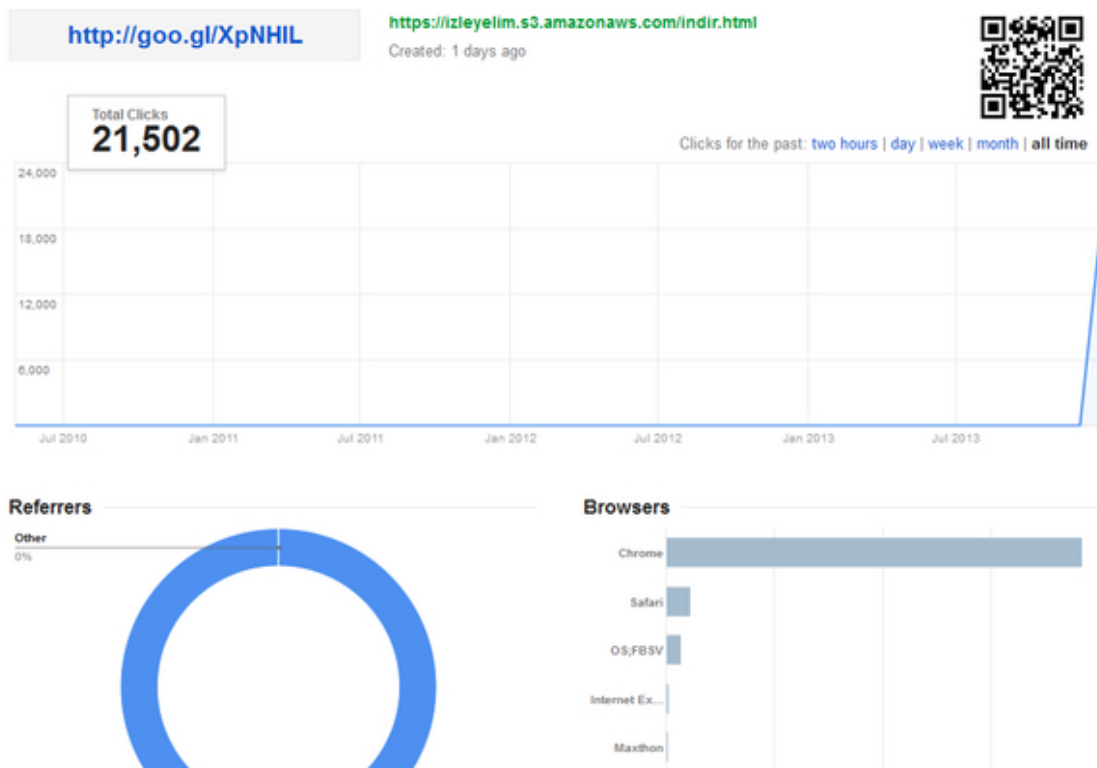 http://goo.gl/XpNHIL
https://izleyelim.s3.amazonaws.com/indir.html
Created: 1 days ago
Total Clicks
21,502
Clicks for the past: two hours | day | week | month | all time
24,000
18,000
12,000
6,000
Jul 2010 Jan 2011 Jul 2011 Jan 2012 Jul 2012 Jan 2013 Jul 2013
Referrers
Other
0%
Browsers
Chrome
Safari
OS;FBSV
Internet Ex...
Maxthon